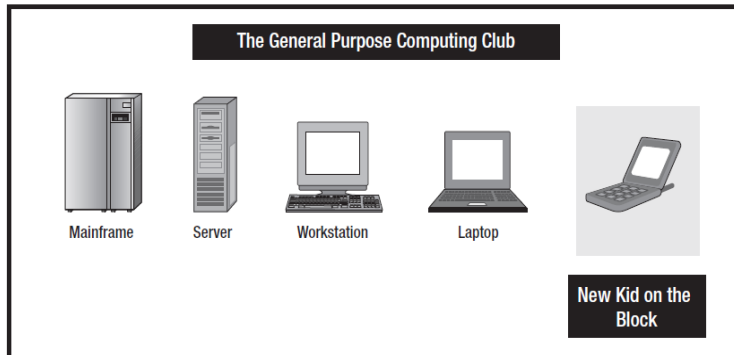 The General Purpose Computing Club
Mainframe
Server
Workstation
Laptop
New Kid on the
Block